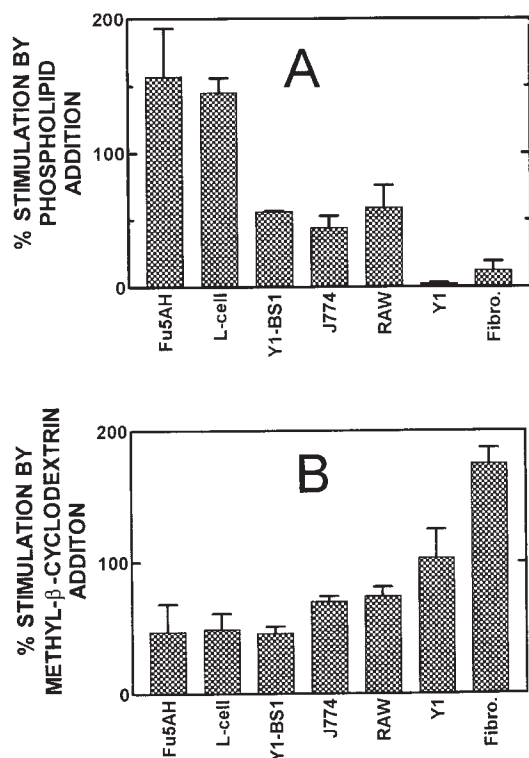 % STIMULATION BY
PHOSPHOLIPID
ADDITION
200
100
0
A
Fu5AH
L-cell
Y1-BS1
J774
RAW
Y1
Fibro.
% STIMULATION BY
METHYL-β-CYCLODEXTRIN
ADDITON
200
100
0
B
Fu5AH
L-cell
Y1-BS1
J774
RAW
Y1
Fibro.